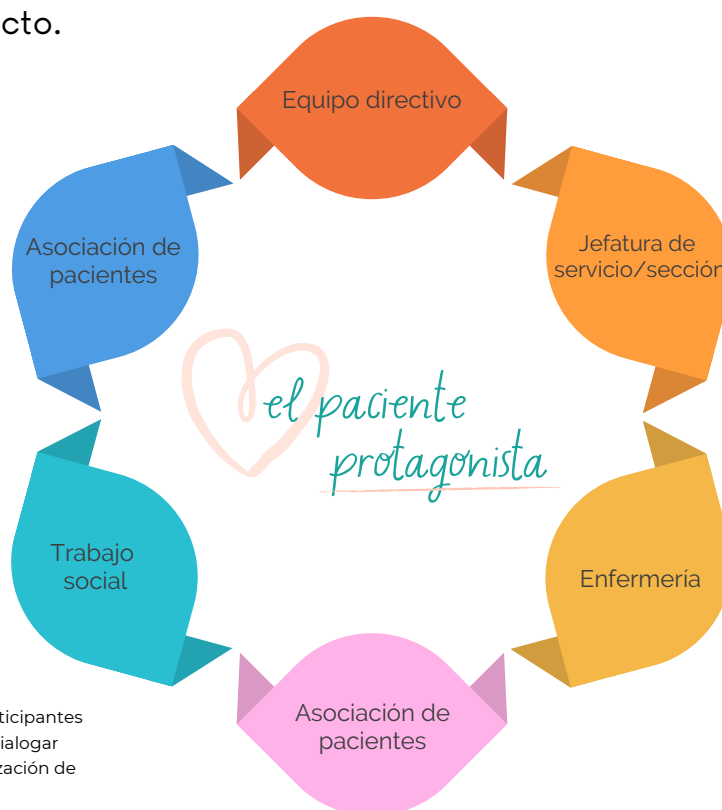 cto.
Equipo directivo
Asociación de
pacientes
Jefatura de
servicio/sección
el paciente
protagonista
Trabajo
social
Enfermería
Asociación de
pacientes
ticipantes
ialogar
zación de